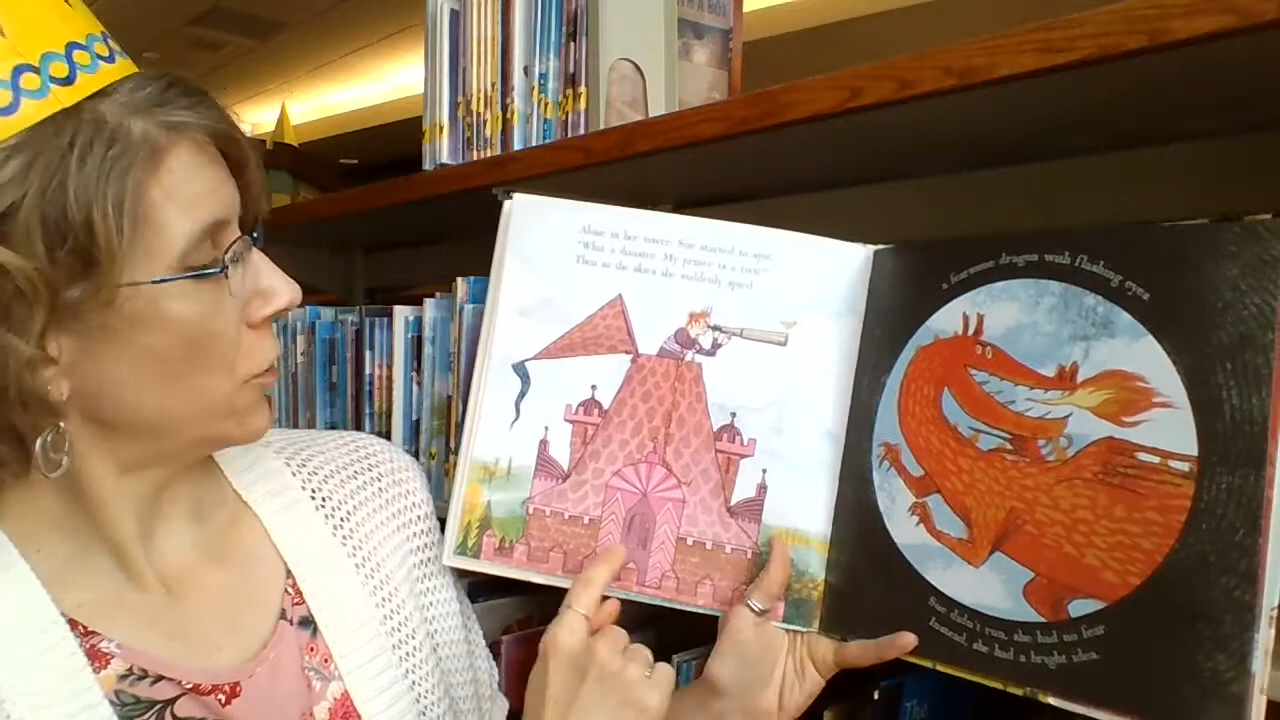 Alone in her tower, Sue started to spit,
"What a disaster. My prince is a twit!"
Then in the skies she suddenly spied
a fearsome dragon with flashing eyes.
Sue didn't run, she had no fear
Instead, she had a bright idea.
A BOX